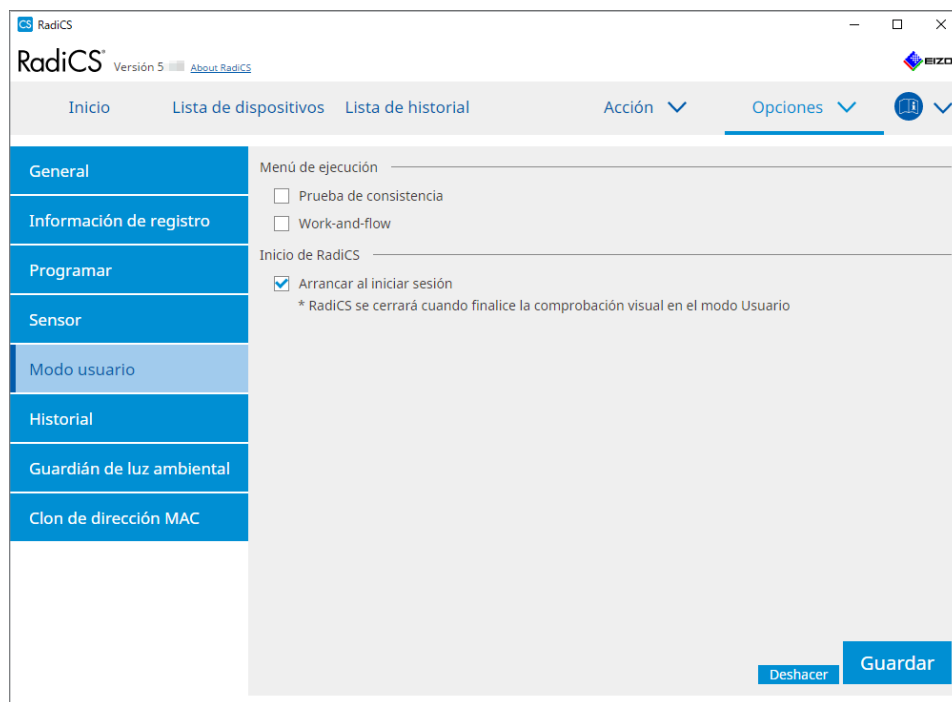 CS RadiCS
RadiCS® Versión 5 About RadiCS
EIZO
Inicio Lista de dispositivos Lista de historial Acción Opciones
General
Información de registro
Programar
Sensor
Modo usuario
Historial
Guardián de luz ambiental
Clon de dirección MAC
Menú de ejecución
Prueba de consistencia
Work-and-flow
Inicio de RadiCS
Arrancar al iniciar sesión
* RadiCS se cerrará cuando finalice la comprobación visual en el modo Usuario
Deshacer
Guardar